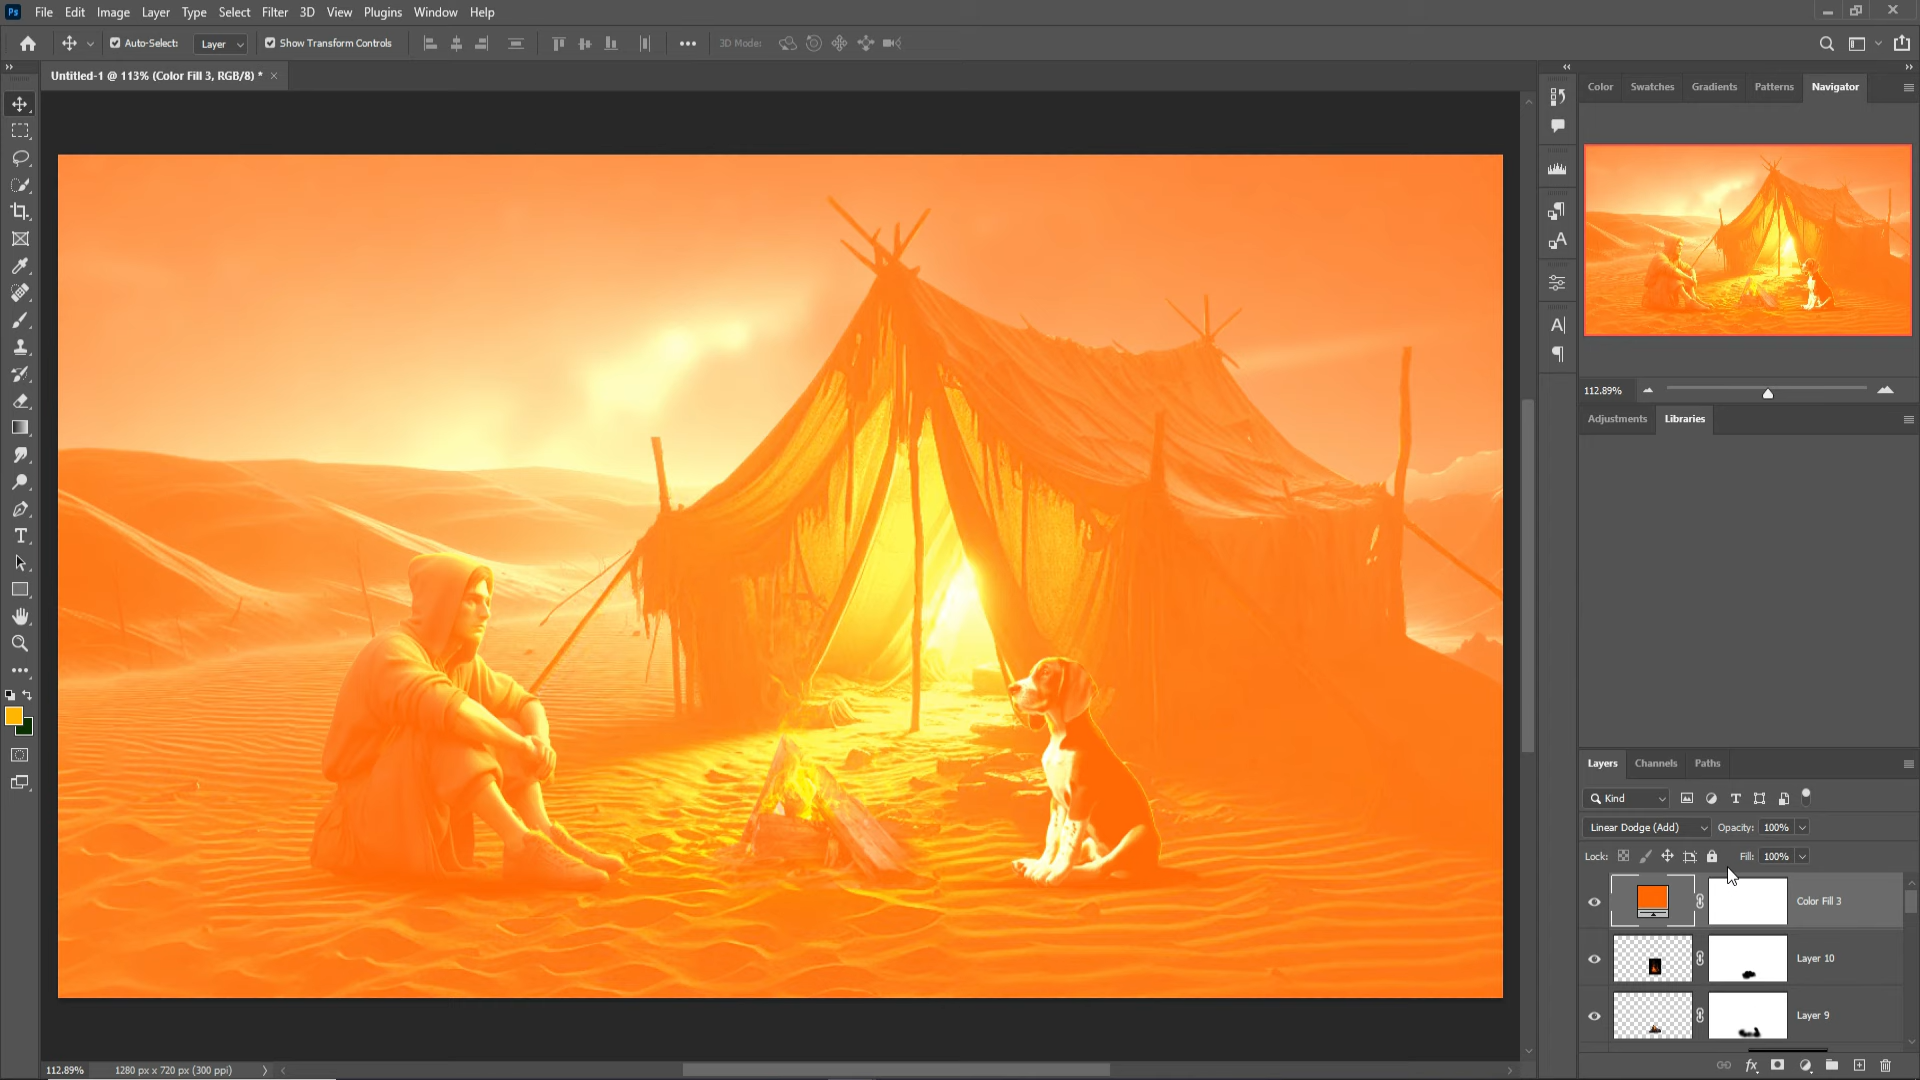 Ps File Edit Image Layer Type Select Filter 3D View Plugins Window Help
Auto-Select: Layer Show Transform Controls 3D Mode:
Untitled-1 @ 113% (Color Fill 3, RGB/8) *
Color Swatches Gradients Patterns Navigator
112.89%
Adjustments Libraries
Layers Channels Paths
Kind
Linear Dodge (Add) Opacity: 100%
Lock: Fill: 100%
Color Fill 3
Layer 10
Layer 9
112.89% 1280 px x 720 px (300 ppi)